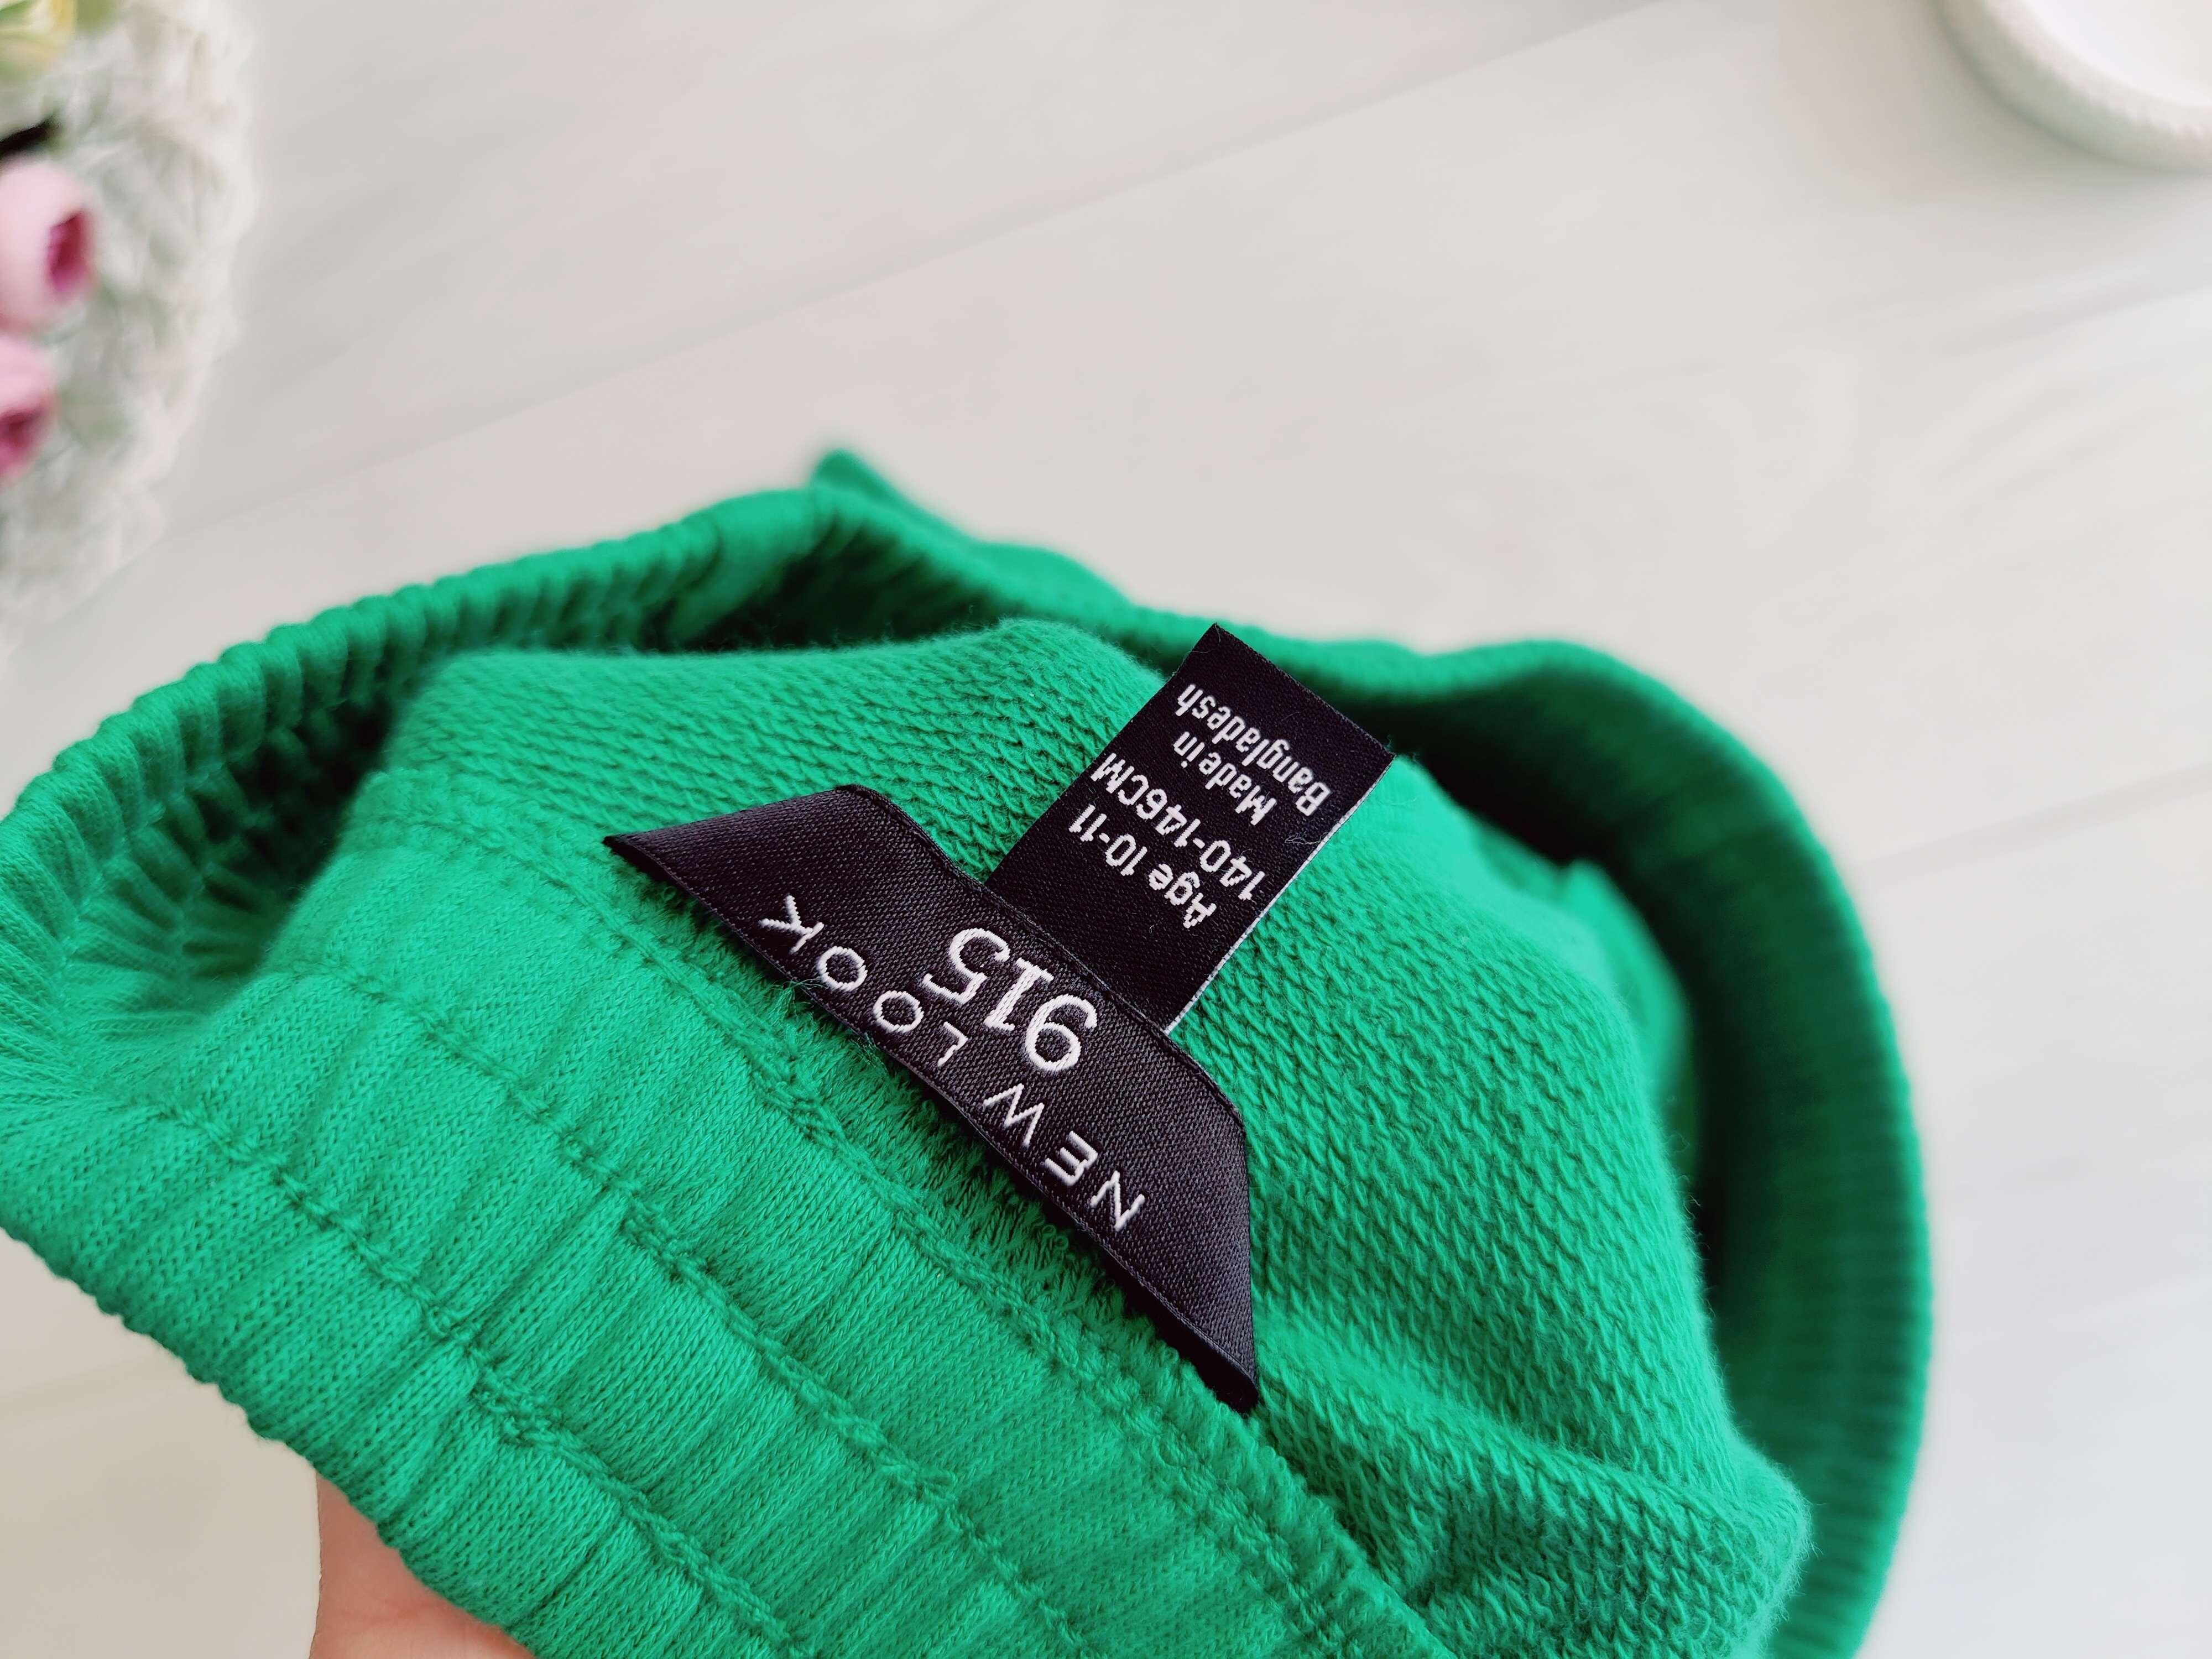 NEW LOOK
915
Age 10-11
140-146CM
Made in
Bangladesh